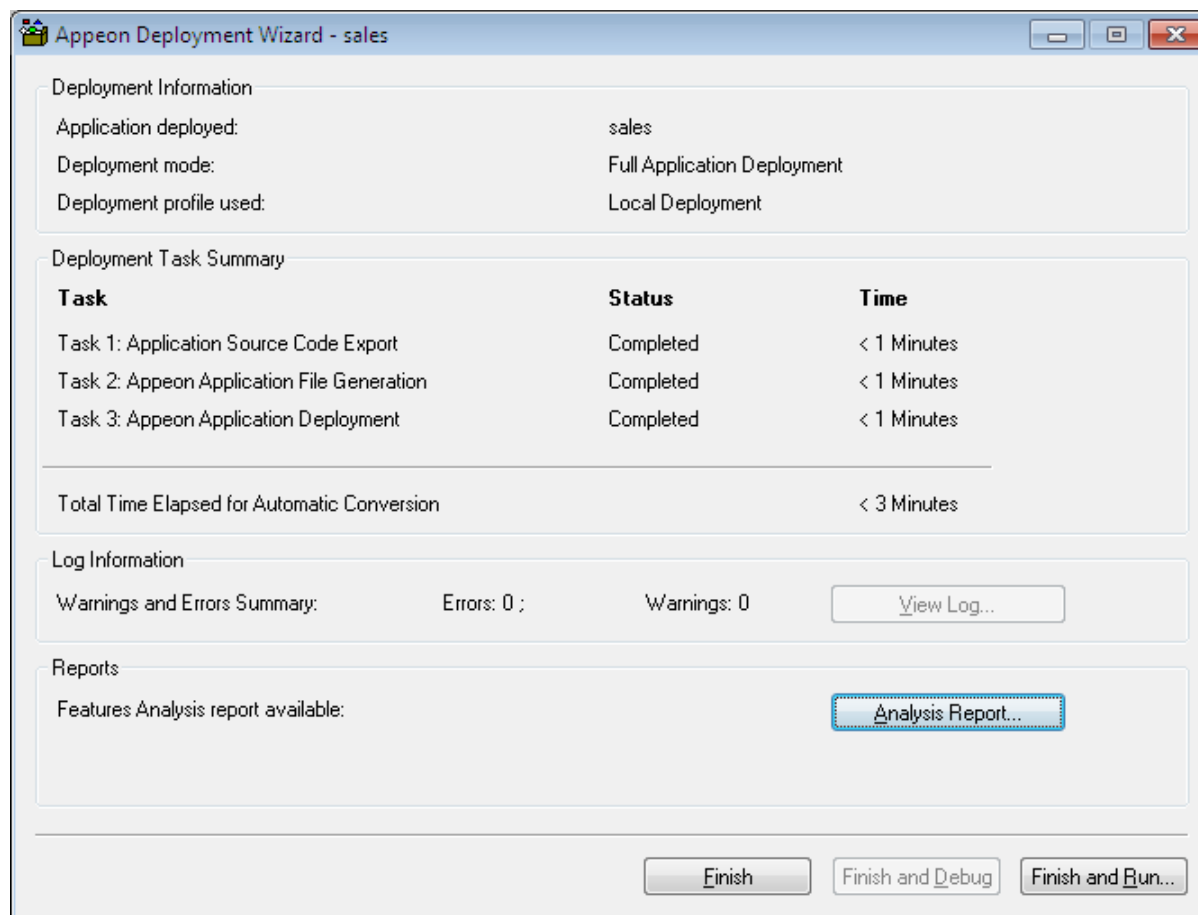 Appeon Deployment Wizard - sales
Deployment Information
Application deployed: sales
Deployment mode: Full Application Deployment
Deployment profile used: Local Deployment
Deployment Task Summary
Task Status Time
Task 1: Application Source Code Export Completed < 1 Minutes
Task 2: Appeon Application File Generation Completed < 1 Minutes
Task 3: Appeon Application Deployment Completed < 1 Minutes
Total Time Elapsed for Automatic Conversion < 3 Minutes
Log Information
Warnings and Errors Summary: Errors: 0 ; Warnings: 0 View Log...
Reports
Features Analysis report available: Analysis Report...
Finish Finish and Debug Finish and Run...